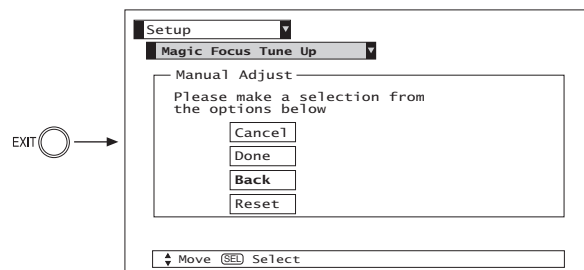 Setup
Magic Focus Tune Up
Manual Adjust
Please make a selection from
the options below
Cancel
Done
Back
Reset
EXIT
Move SEL Select